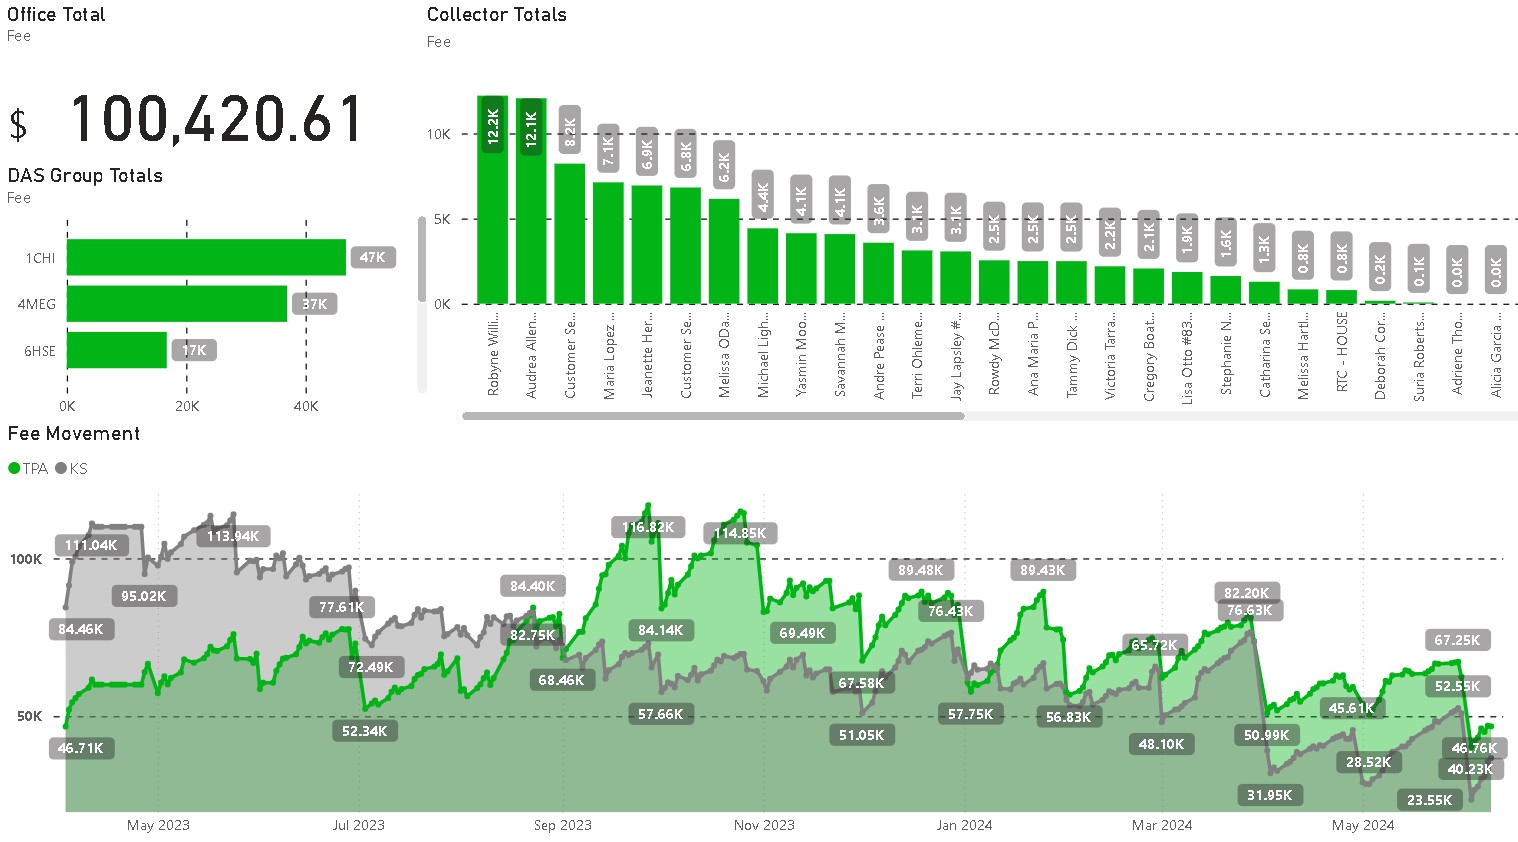 Office Total
Fee
$ 100,420.61
DAS Group Totals
Fee
1CHI 47K
4MEG 37K
6HSE 17K
0K 20K 40K
Collector Totals
Fee
10K
5K
0K
12.2K 12.1K 8.2K 7.1K 6.9K 6.8K 6.2K 4.4K 4.1K 4.1K 3.6K 3.1K 3.1K 2.5K 2.5K 2.5K 2.2K 2.1K 1.9K 1.6K 1.3K 0.8K 0.8K 0.2K 0.1K 0.0K 0.0K
Robyne Willi...
Audrea Allen...
Customer Se...
Maria Lopez ...
Jeanette Her...
Customer Se...
Melissa ODa...
Michael Ligh...
Yasmin Moo...
Savannah M...
Andre Pease ...
Terri Ohleme...
Jay Lapsley #...
Rowdy McD...
Ana Maria P...
Tammy Dick ...
Victoria Tarra...
Gregory Boat...
Lisa Otto #83...
Stephanie N...
Catharina Se...
Melissa Hartl...
RTC - HOUSE
Deborah Cor...
Suria Roberts...
Adriene Tho...
Alicia Garcia ...
Fee Movement
TPA KS
100K
50K
111.04K
95.02K
84.46K
46.71K
113.94K
77.61K
72.49K
52.34K
84.40K
82.75K
68.46K
116.82K
84.14K
57.66K
114.85K
69.49K
67.58K
51.05K
89.48K
76.43K
57.75K
89.43K
56.83K
65.72K
48.10K
82.20K
76.63K
50.99K
31.95K
45.61K
28.52K
67.25K
52.55K
46.76K
40.23K
23.55K
May 2023 Jul 2023 Sep 2023 Nov 2023 Jan 2024 Mar 2024 May 2024